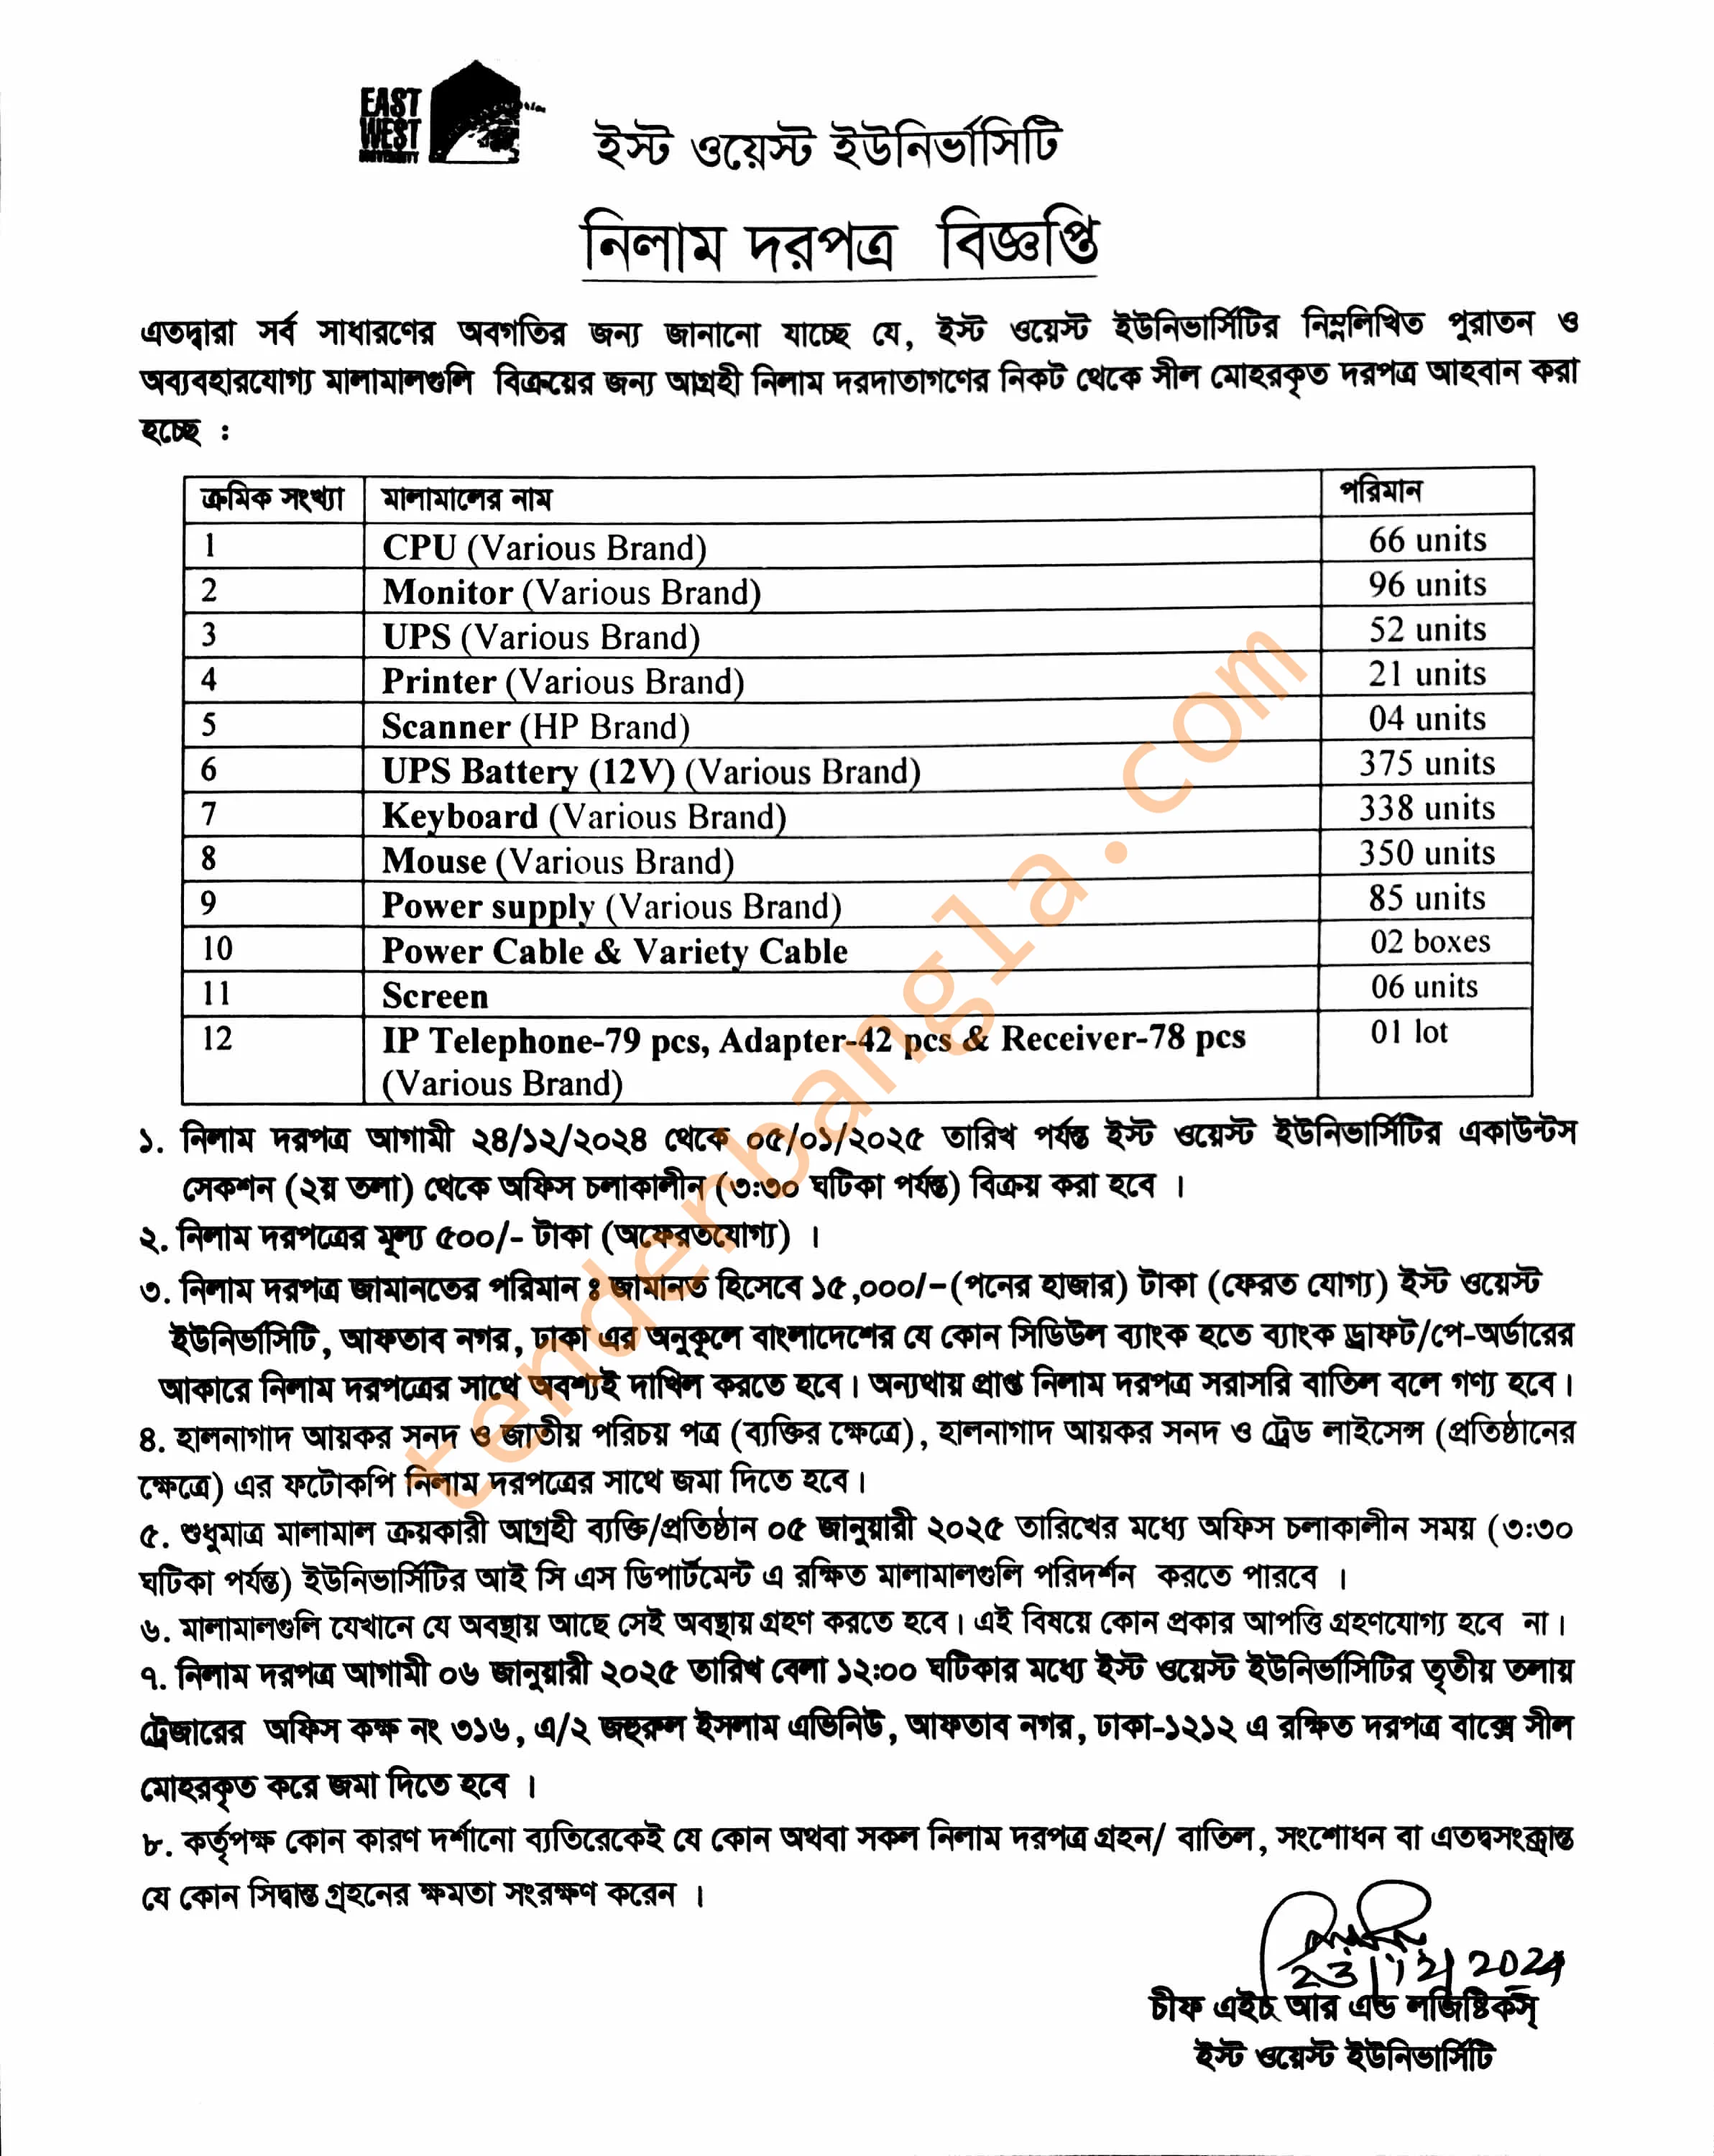 EAST
WEST
UNIVERSITY
ইস্ট ওয়েস্ট ইউনির্ভাসিটি
নিলাম দরপত্র বিজ্ঞপ্তি
এতদ্বারা সর্ব সাধারণের অবগতির জন্য জানানো যাচ্ছে যে, ইস্ট ওয়েস্ট ইউনিভার্সিটির নিম্নলিখিত পুরাতন ও
অব্যবহারযোগ্য মালামালগুলি বিক্রয়ের জন্য আগ্রহী নিলাম দরদাতাগণের নিকট থেকে সীল মোহরকৃত দরপত্র আহবান করা
হচ্ছে :
ক্রমিক সংখ্যা মালামালের নাম পরিমান
1 CPU (Various Brand) 66 units
2 Monitor (Various Brand) 96 units
3 UPS (Various Brand) 52 units
4 Printer (Various Brand) 21 units
5 Scanner (HP Brand) 04 units
6 UPS Battery (12V) (Various Brand) 375 units
7 Keyboard (Various Brand) 338 units
8 Mouse (Various Brand) 350 units
9 Power supply (Various Brand) 85 units
10 Power Cable & Variety Cable 02 boxes
11 Screen 06 units
12 IP Telephone-79 pcs, Adapter-42 pcs & Receiver-78 pcs 01 lot
(Various Brand)
১. নিলাম দরপত্র আগামী ২৪/১২/২০২৪ থেকে ০৫/০১/২০২৫ তারিখ পর্যন্ত ইস্ট ওয়েস্ট ইউনিভার্সিটির একাউন্টস
সেকশন (২য় তলা) থেকে অফিস চলাকালীন (৩:৩০ ঘটিকা পর্যন্ত) বিক্রয় করা হবে ।
২. নিলাম দরপত্রের মূল্য ৫০০/- টাকা (অফেরতযোগ্য) ।
৩. নিলাম দরপত্র জামানতের পরিমান ঃ জামানত হিসেবে ১৫,০০০/-(পনের হাজার) টাকা (ফেরত যোগ্য) ইস্ট ওয়েস্ট
ইউনির্ভাসিটি, আফতাব নগর, ঢাকা এর অনুকূলে বাংলাদেশের যে কোন সিডিউল ব্যাংক হতে ব্যাংক ড্রাফট/পে-অর্ডারের
আকারে নিলাম দরপত্রের সাথে অবশ্যই দাখিল করতে হবে। অন্যথায় প্রাপ্ত নিলাম দরপত্র সরাসরি বাতিল বলে গণ্য হবে।
৪. হালনাগাদ আয়কর সনদ ও জাতীয় পরিচয় পত্র (ব্যক্তির ক্ষেত্রে), হালনাগাদ আয়কর সনদ ও ট্রেড লাইসেন্স (প্রতিষ্ঠানের
ক্ষেত্রে) এর ফটোকপি নিলাম দরপত্রের সাথে জমা দিতে হবে।
৫. শুধুমাত্র মালামাল ক্রয়কারী আগ্রহী ব্যক্তি/প্রতিষ্ঠান ০৫ জানুয়ারী ২০২৫ তারিখের মধ্যে অফিস চলাকালীন সময় (৩:৩০
ঘটিকা পর্যন্ত) ইউনিভার্সিটির আই সি এস ডিপার্টমেন্ট এ রক্ষিত মালামালগুলি পরিদর্শন করতে পারবে ।
৬. মালামালগুলি যেখানে যে অবস্থায় আছে সেই অবস্থায় গ্রহণ করতে হবে। এই বিষয়ে কোন প্রকার আপত্তি গ্রহণযোগ্য হবে না।
৭. নিলাম দরপত্র আগামী ০৬ জানুয়ারী ২০২৫ তারিখ বেলা ১২:০০ ঘটিকার মধ্যে ইস্ট ওয়েস্ট ইউনির্ভাসিটির তৃতীয় তলায়
ট্রেজারের অফিস কক্ষ নং ৩১৬, এ/২ জহুরুল ইসলাম এভিনিউ, আফতাব নগর, ঢাকা-১২১২ এ রক্ষিত দরপত্র বাক্সে সীল
মোহরকৃত করে জমা দিতে হবে ।
৮. কর্তৃপক্ষ কোন কারণ দর্শানো ব্যতিরেকেই যে কোন অথবা সকল নিলাম দরপত্র গ্রহন/ বাতিল, সংশোধন বা এতদ্বসংক্রান্ত
যে কোন সিদ্ধান্ত গ্রহনের ক্ষমতা সংরক্ষণ করেন ।
23/12/2024
চীফ এইচ আর এন্ড লজিষ্টিকস্
ইস্ট ওয়েস্ট ইউনিভার্সিটি
tenderbangla.com